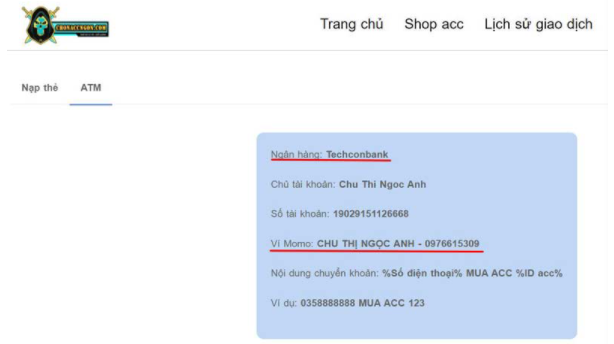 CHONACCNGON.COM
Trang chủ Shop acc Lịch sử giao dịch
Nạp thẻ ATM
Ngân hàng: Techconbank
Chủ tài khoản: Chu Thi Ngoc Anh
Số tài khoản: 19029151126668
Ví Momo: CHU THỊ NGỌC ANH - 0976615309
Nội dung chuyển khoản: %Số điện thoại% MUA ACC %ID acc%
Ví dụ: 0358888888 MUA ACC 123